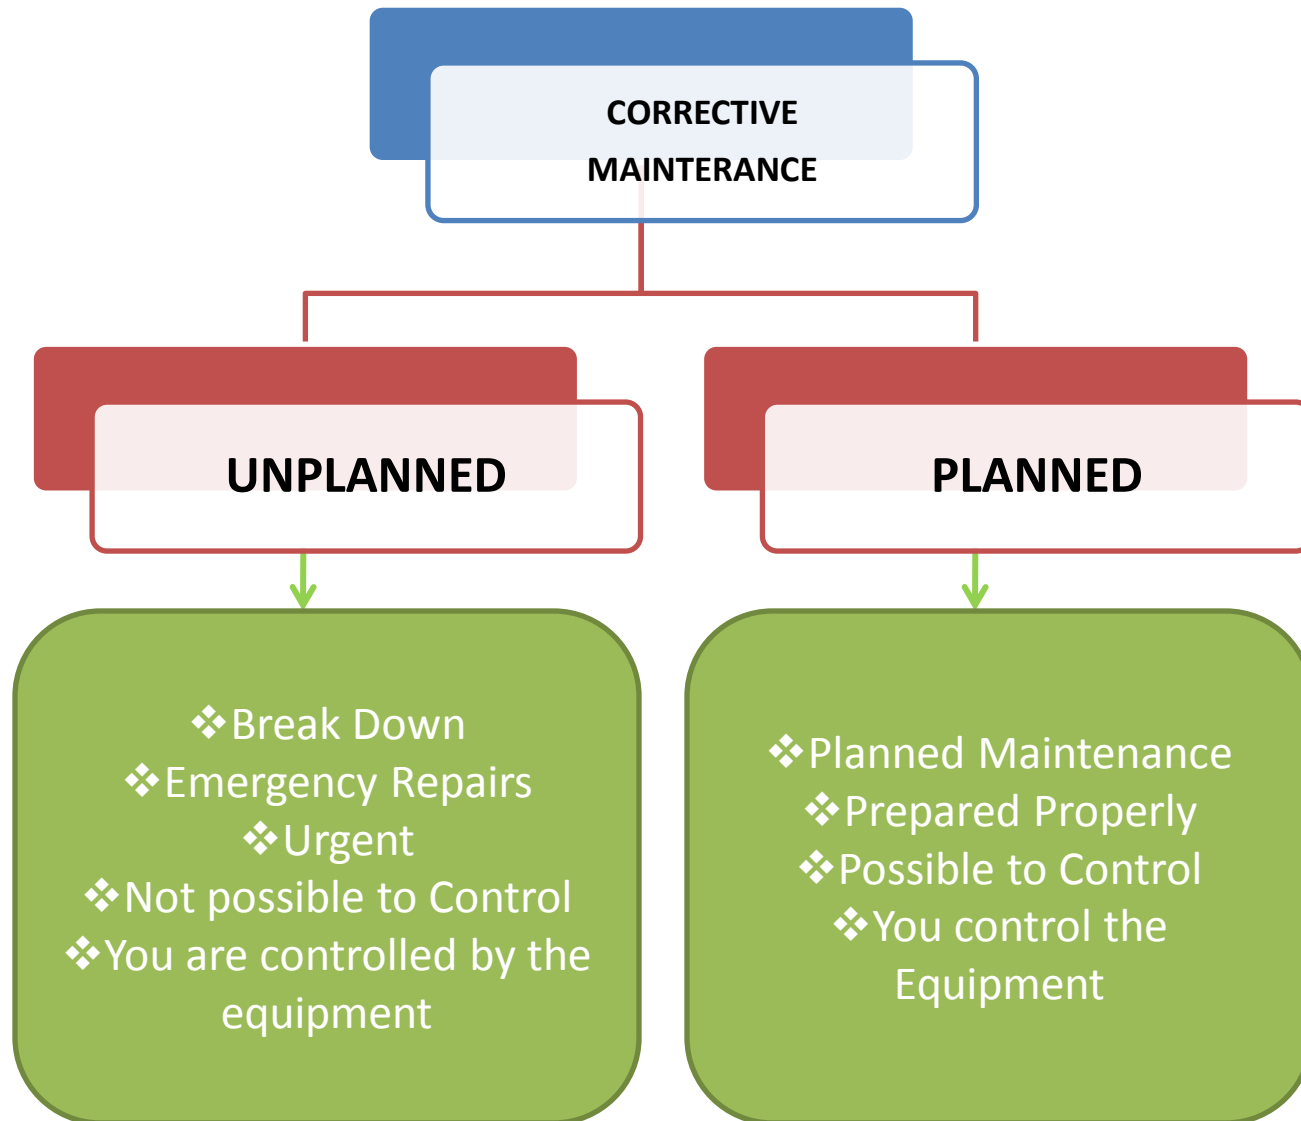 CORRECTIVE
MAINTERANCE
UNPLANNED
PLANNED
❖Break Down
❖Emergency Repairs
❖Urgent
❖Not possible to Control
❖You are controlled by the
equipment
❖Planned Maintenance
❖Prepared Properly
❖Possible to Control
❖You control the
Equipment